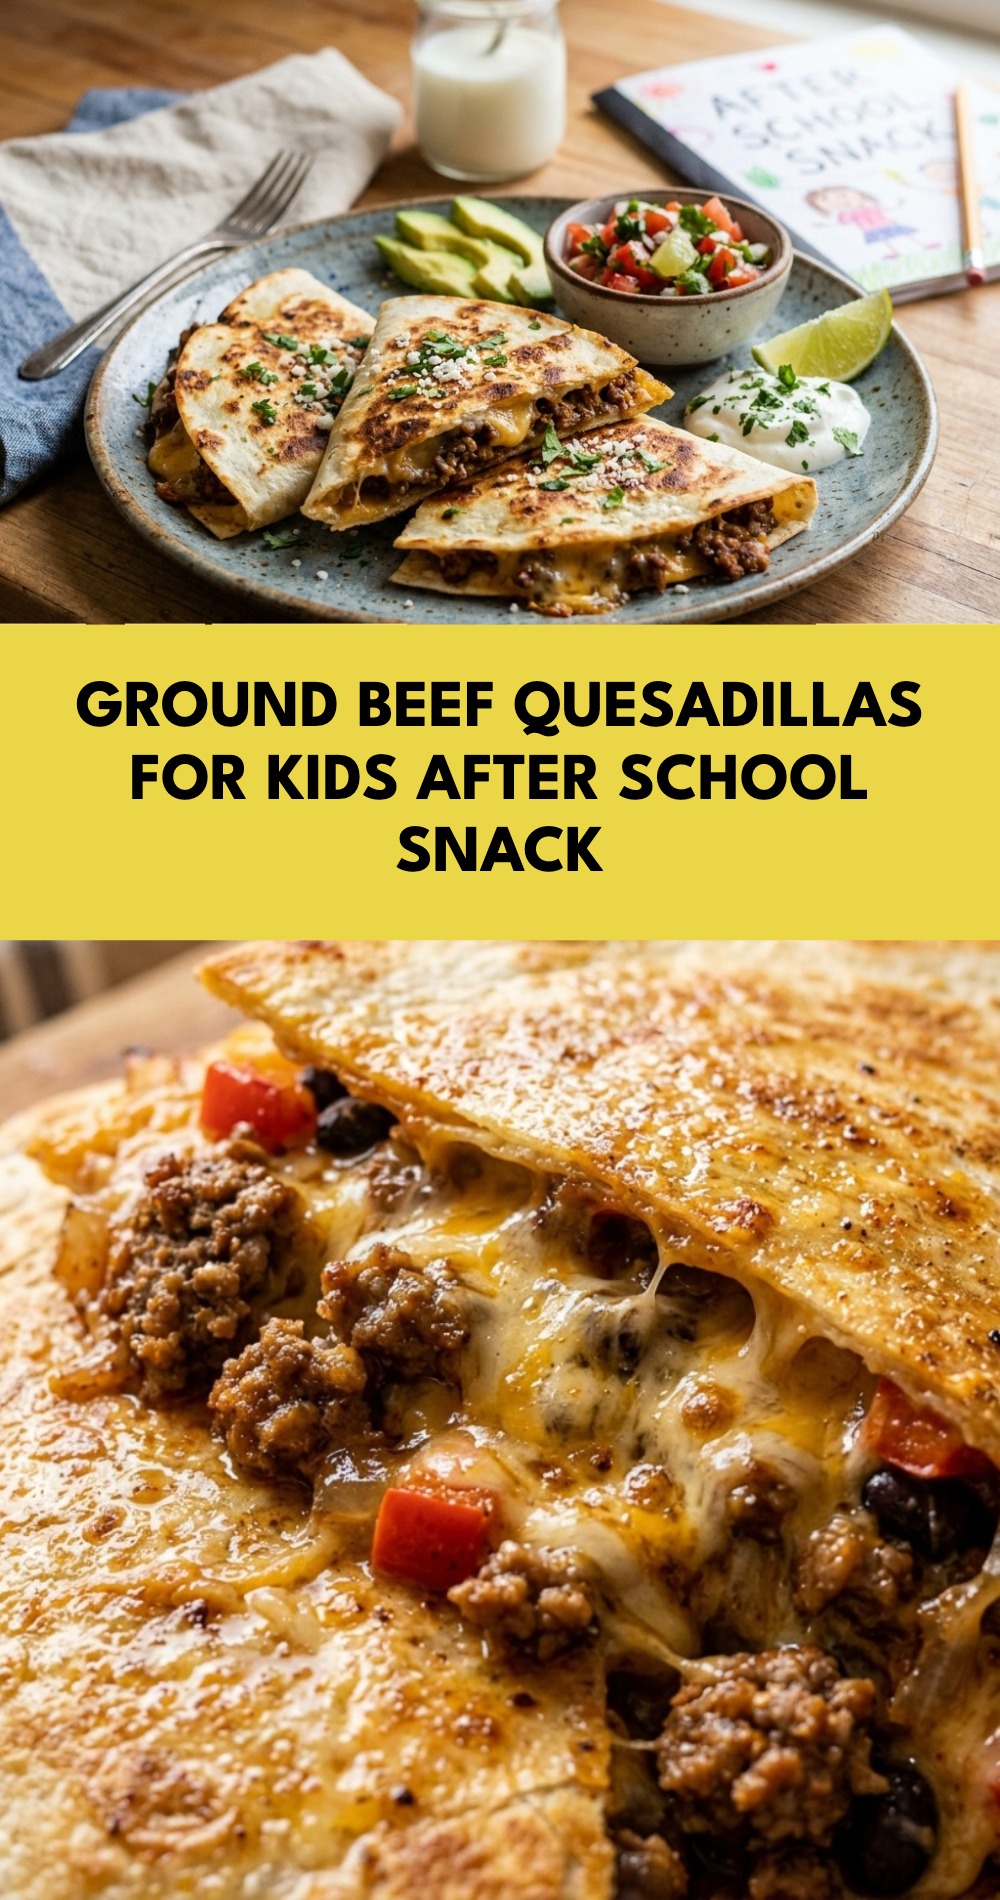 AFTER
SCHOOL
SNACK
GROUND BEEF QUESADILLAS
FOR KIDS AFTER SCHOOL
SNACK